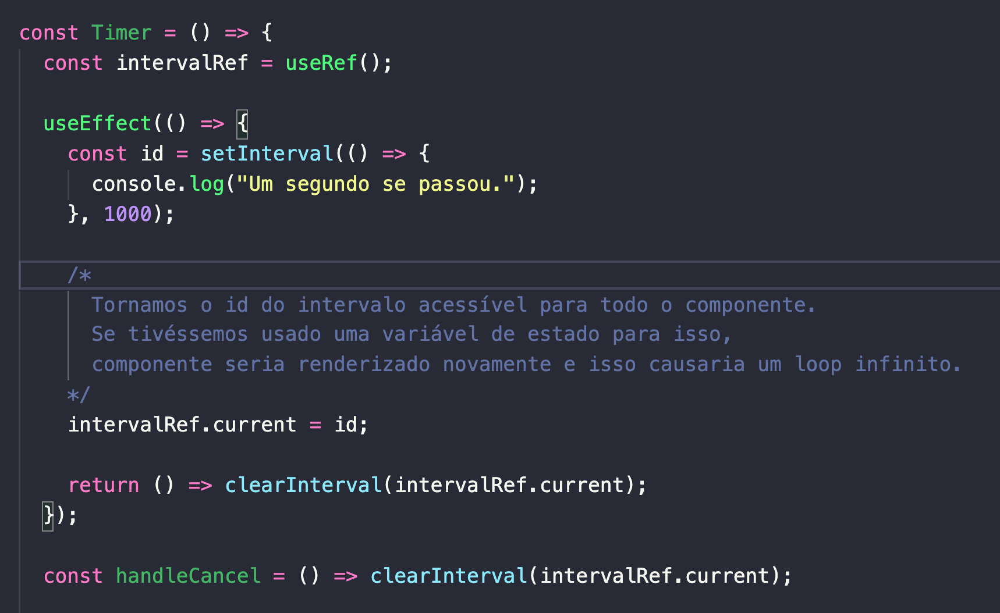 const Timer = () => {
  const intervalRef = useRef();

  useEffect(() => {
    const id = setInterval(() => {
      console.log("Um segundo se passou.");
    }, 1000);

    /*
      Tornamos o id do intervalo acessível para todo o componente.
      Se tivéssemos usado uma variável de estado para isso,
      componente seria renderizado novamente e isso causaria um loop infinito.
    */
    intervalRef.current = id;

    return () => clearInterval(intervalRef.current);
  });

  const handleCancel = () => clearInterval(intervalRef.current);